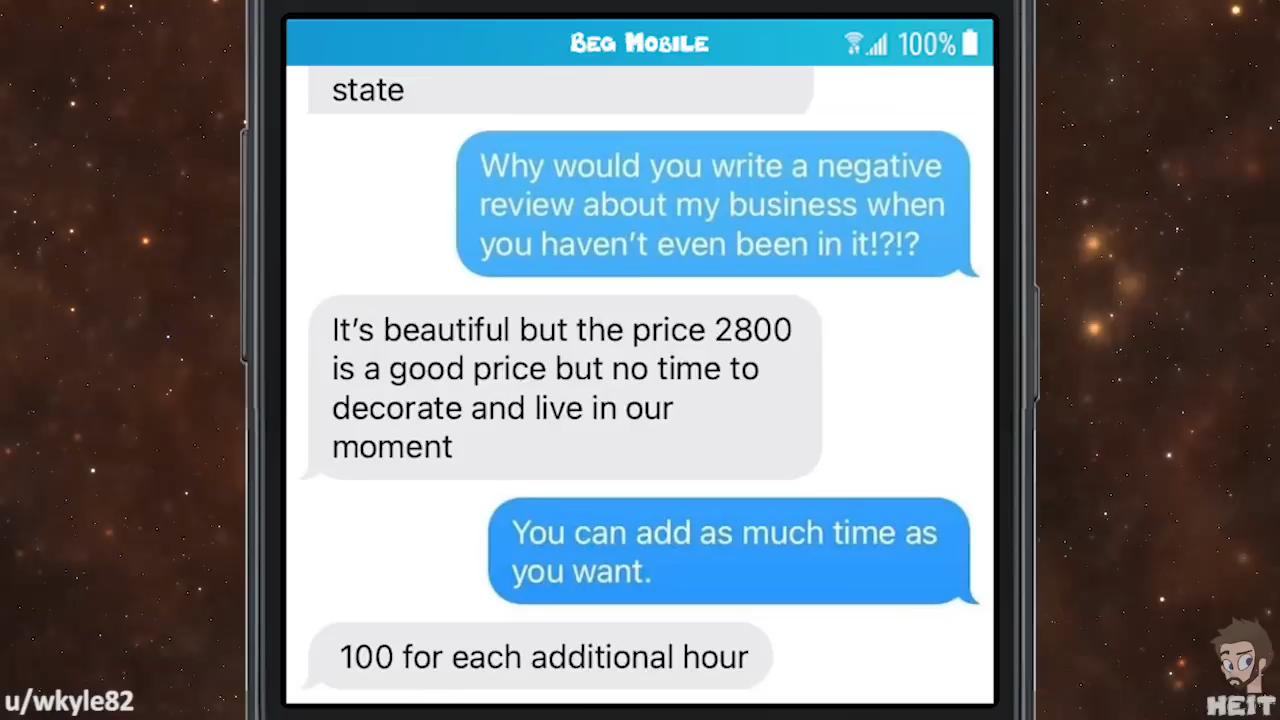 Beg Mobile
100%
state
Why would you write a negative
review about my business when
you haven't even been in it!?!?
It's beautiful but the price 2800
is a good price but no time to
decorate and live in our
moment
You can add as much time as
you want.
100 for each additional hour
u/wkyle82
HEIT